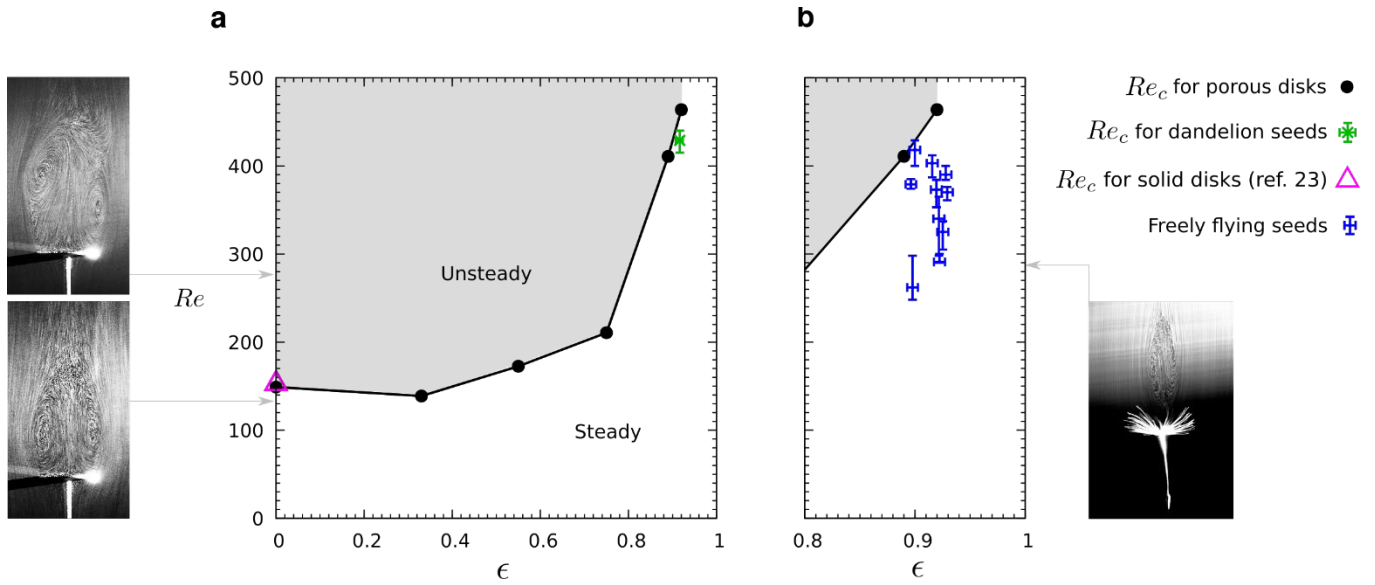 a
b
500
400
300
200
100
0
Re
Unsteady
Steady
0
0.2
0.4
0.6
0.8
1
ϵ
0.8
0.9
1
ϵ
Re_c for porous disks
Re_c for dandelion seeds
Re_c for solid disks (ref. 23)
Freely flying seeds